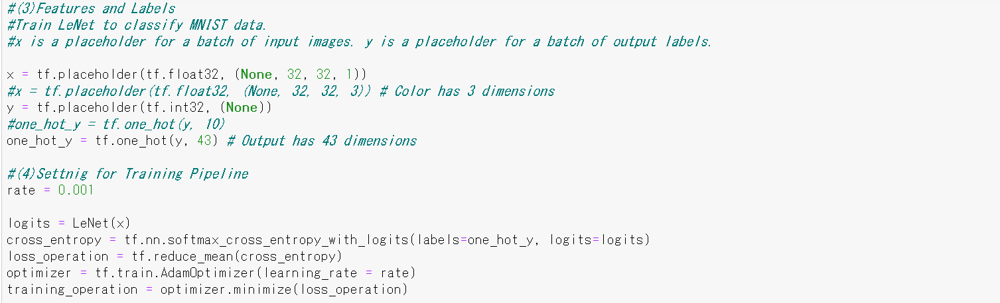 #(3)Features and Labels
#Train LeNet to classify MNIST data.
#x is a placeholder for a batch of input images. y is a placeholder for a batch of output labels.
x = tf.placeholder(tf.float32, (None, 32, 32, 1))
#x = tf.placeholder(tf.float32, (None, 32, 32, 3)) # Color has 3 dimensions
y = tf.placeholder(tf.int32, (None))
#one_hot_y = tf.one_hot(y, 10)
one_hot_y = tf.one_hot(y, 43) # Output has 43 dimensions
#(4)Settnig for Training Pipeline
rate = 0.001
logits = LeNet(x)
cross_entropy = tf.nn.softmax_cross_entropy_with_logits(labels=one_hot_y, logits=logits)
loss_operation = tf.reduce_mean(cross_entropy)
optimizer = tf.train.AdamOptimizer(learning_rate = rate)
training_operation = optimizer.minimize(loss_operation)